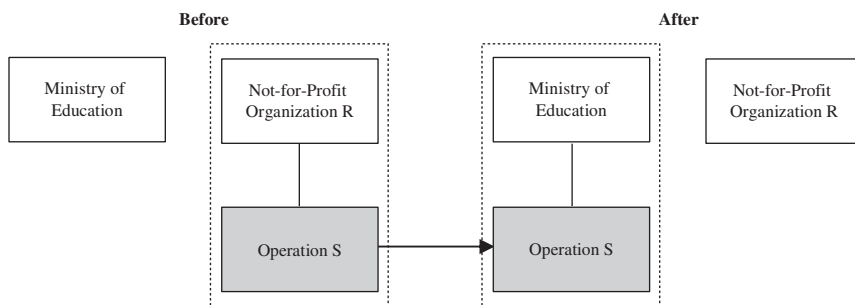 Before
After
Ministry of
Education
Not-for-Profit
Organization R
Ministry of
Education
Not-for-Profit
Organization R
Operation S
Operation S